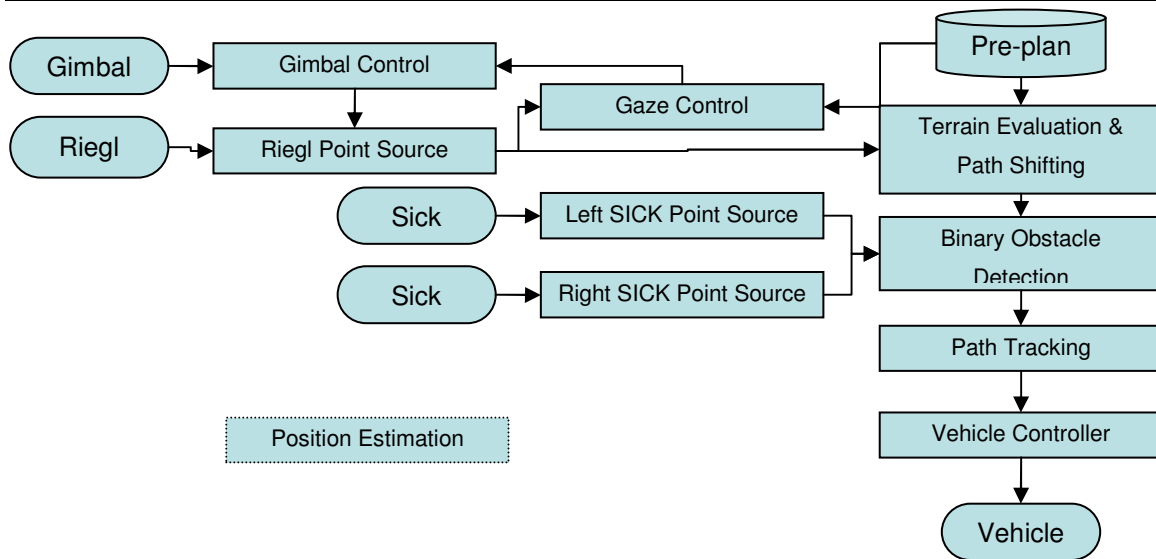 Pre-plan
Gimbal
Gimbal Control
Gaze Control
Riegl
Riegl Point Source
Terrain Evaluation &
Path Shifting
Sick
Left SICK Point Source
Binary Obstacle
Detection
Sick
Right SICK Point Source
Path Tracking
Position Estimation
Vehicle Controller
Vehicle